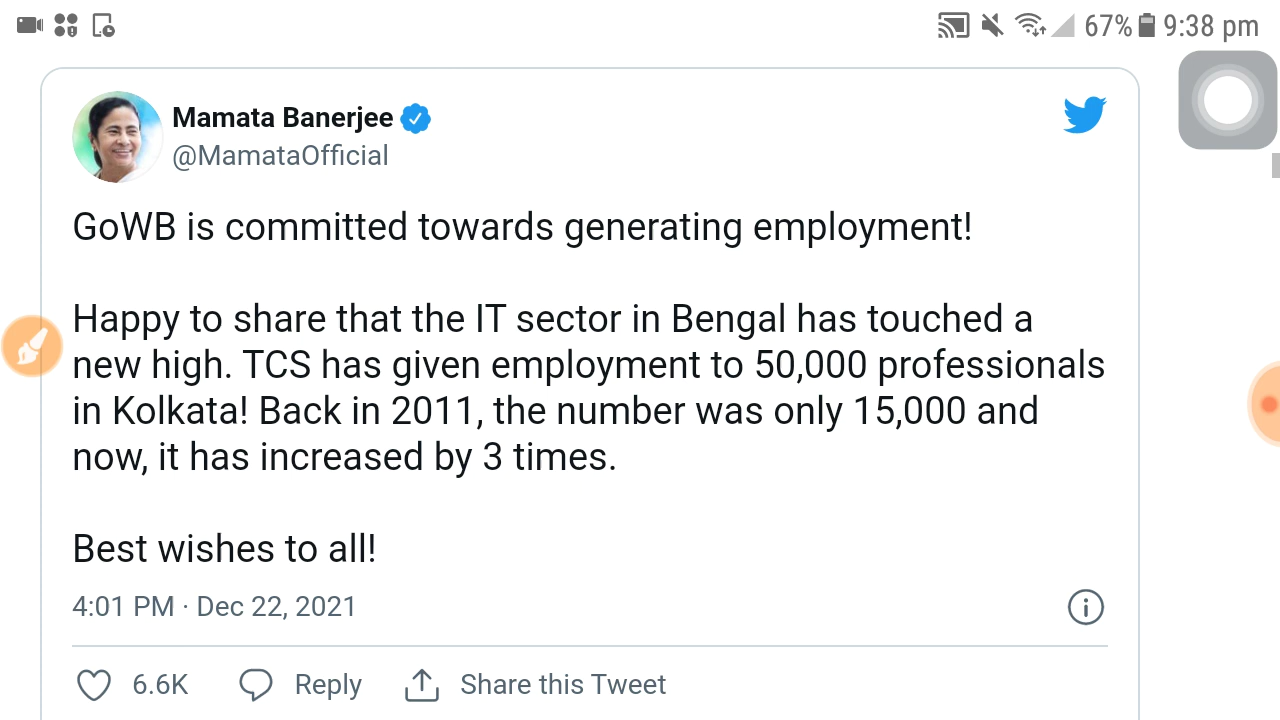 67% 9:38 pm
Mamata Banerjee
@MamataOfficial
GoWB is committed towards generating employment!
Happy to share that the IT sector in Bengal has touched a
new high. TCS has given employment to 50,000 professionals
in Kolkata! Back in 2011, the number was only 15,000 and
now, it has increased by 3 times.
Best wishes to all!
4:01 PM · Dec 22, 2021
6.6K Reply Share this Tweet